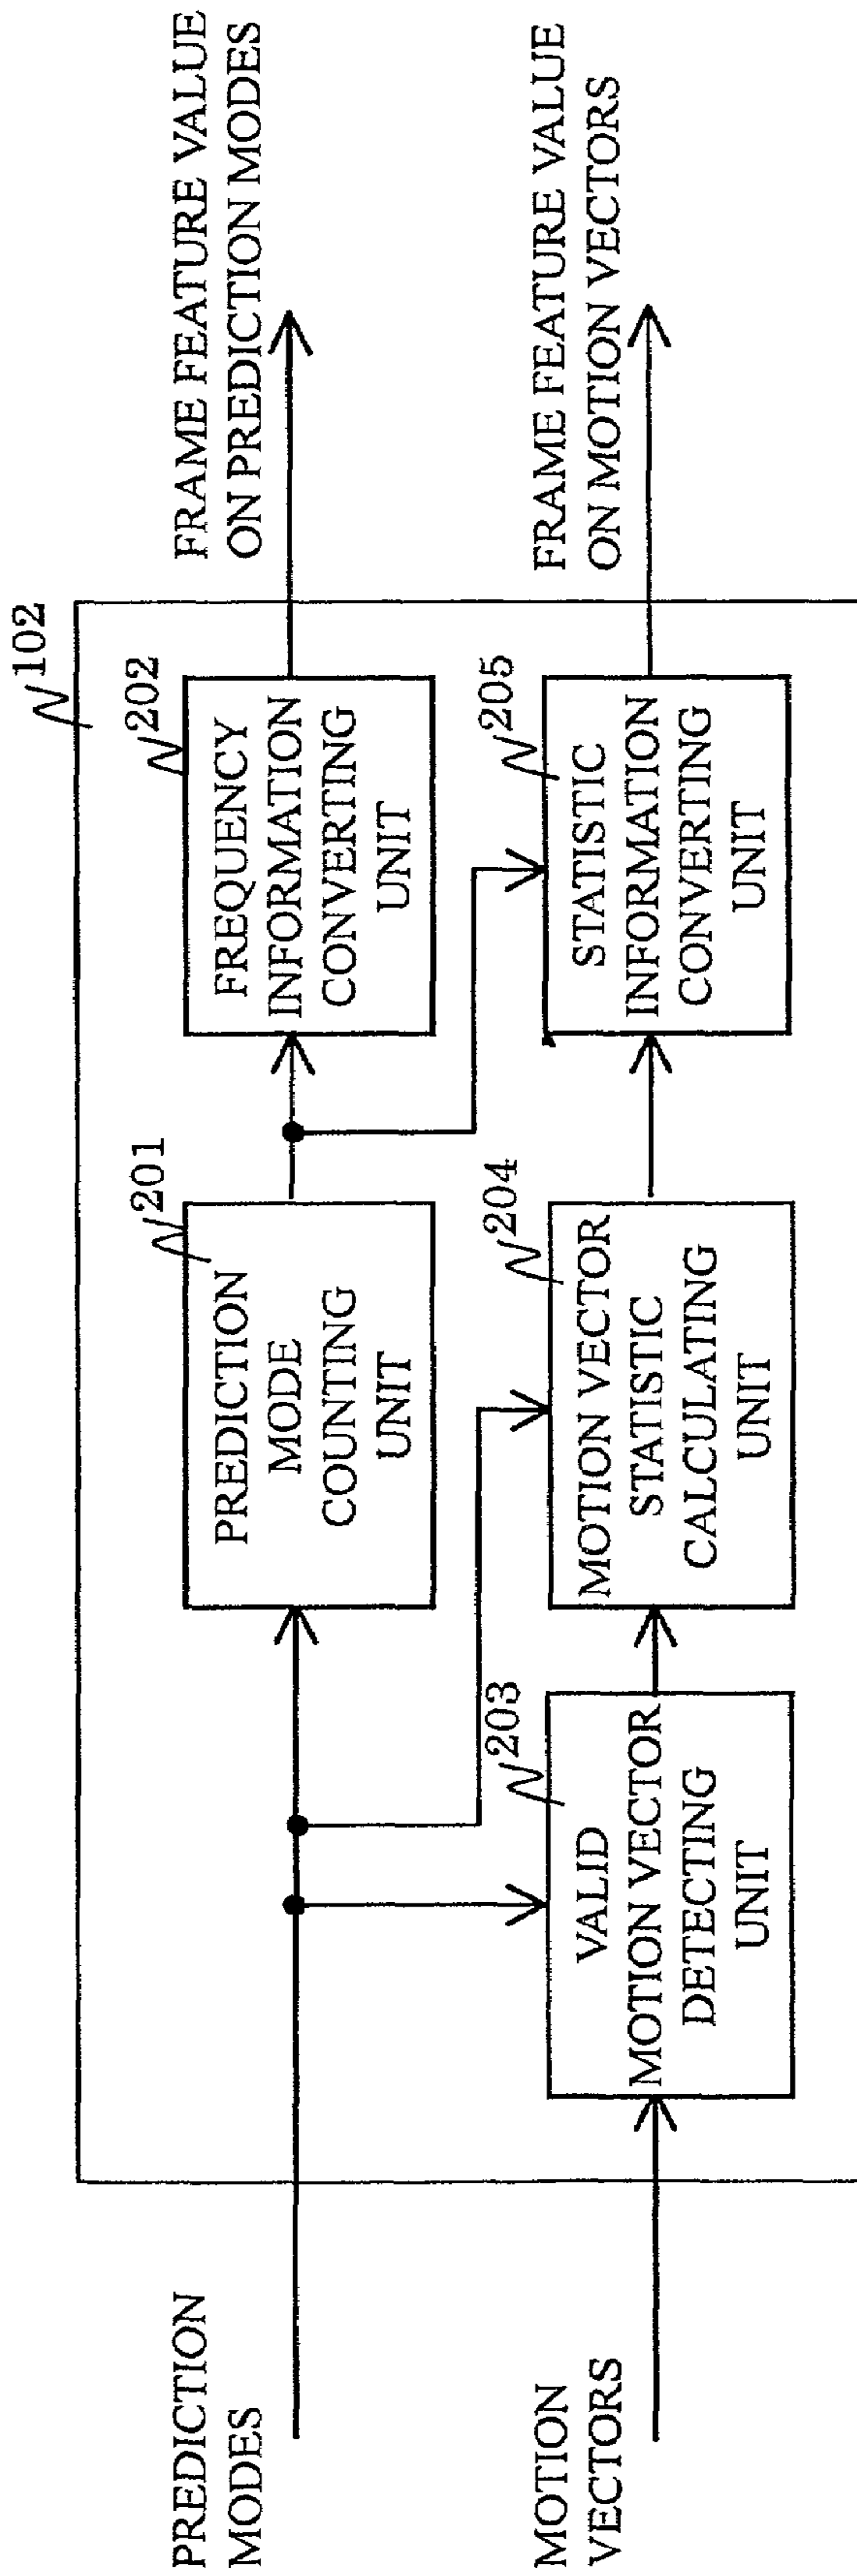 102
PREDICTION
MODES
201
PREDICTION
MODE
COUNTING
UNIT
202
FREQUENCY
INFORMATION
CONVERTING
UNIT
FRAME FEATURE VALUE
ON PREDICTION MODES
MOTION
VECTORS
203
VALID
MOTION VECTOR
DETECTING
UNIT
204
MOTION VECTOR
STATISTIC
CALCULATING
UNIT
205
STATISTIC
INFORMATION
CONVERTING
UNIT
FRAME FEATURE VALUE
ON MOTION VECTORS